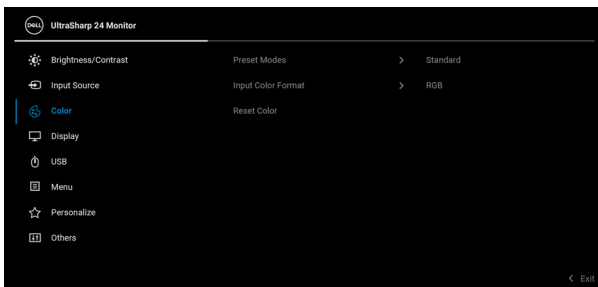 DELL UltraSharp 24 Monitor
Brightness/Contrast Preset Modes > Standard
Input Source Input Color Format > RGB
Color Reset Color
Display
USB
Menu
Personalize
Others
< Exit